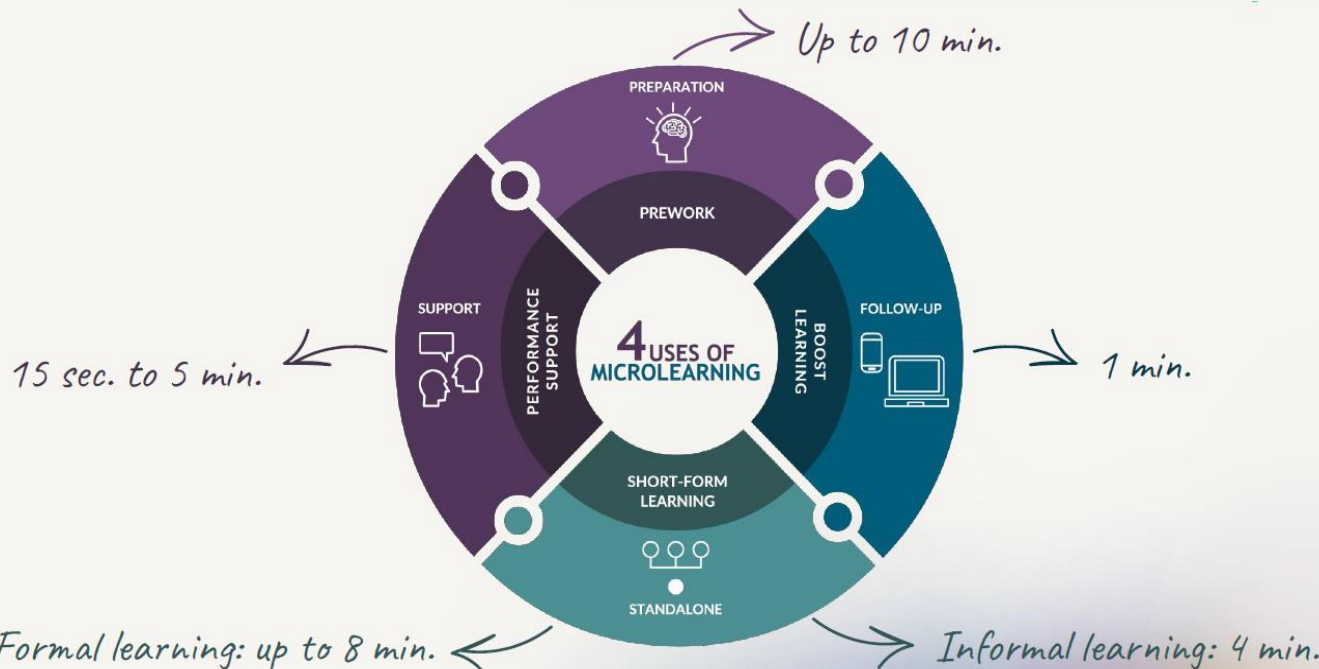 Up to 10 min.
PREPARATION
PREWORK
SUPPORT
PERFORMANCE
SUPPORT
15 sec. to 5 min.
4 USES OF
MICROLEARNING
BOOST
LEARNING
FOLLOW-UP
1 min.
SHORT-FORM
LEARNING
STANDALONE
Formal learning: up to 8 min.
Informal learning: 4 min.